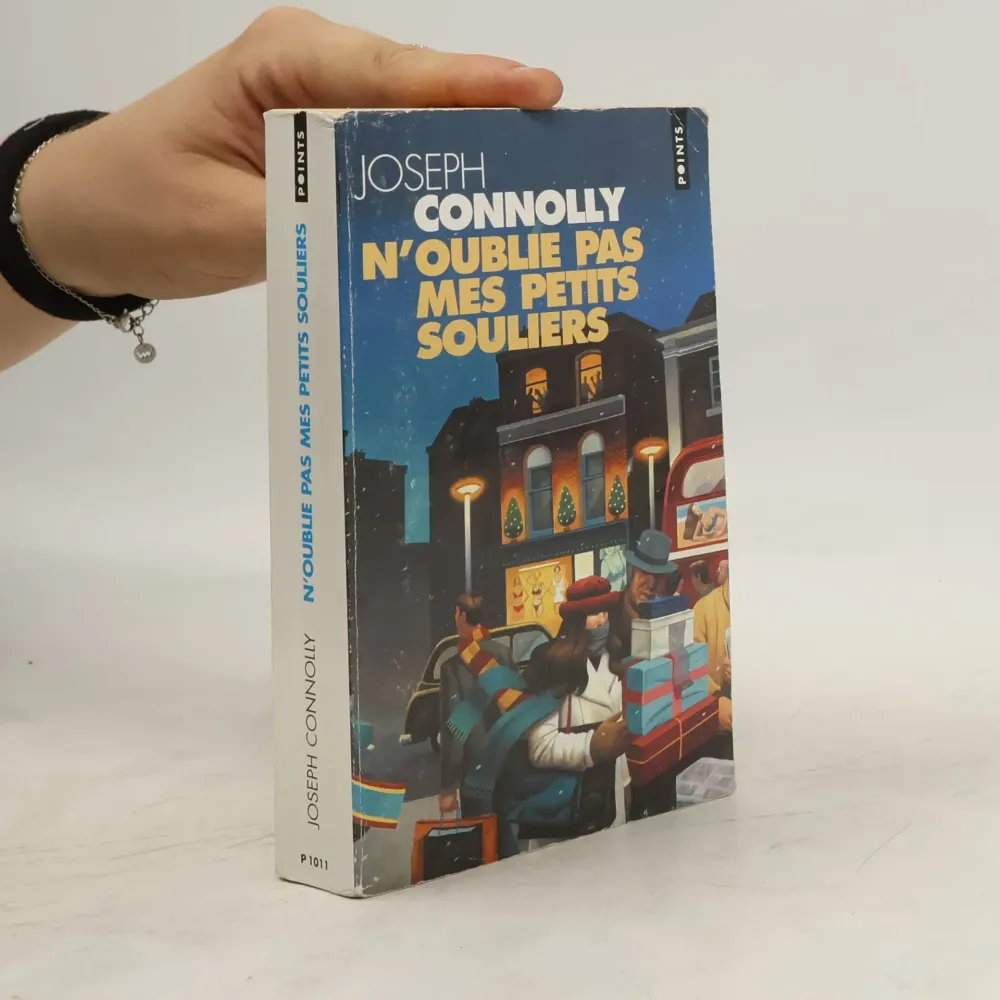 POINTS
N'OUBLIE PAS MES PETITS SOULIERS
JOSEPH CONNOLLY
P 1011
JOSEPH
CONNOLLY
N'OUBLIE PAS
MES PETITS
SOULIERS
POINTS
W